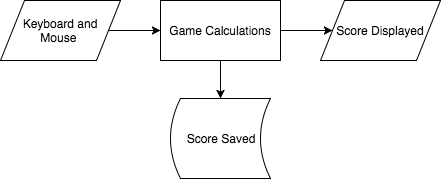 Keyboard and
Mouse
Game Calculations
Score Displayed
Score Saved